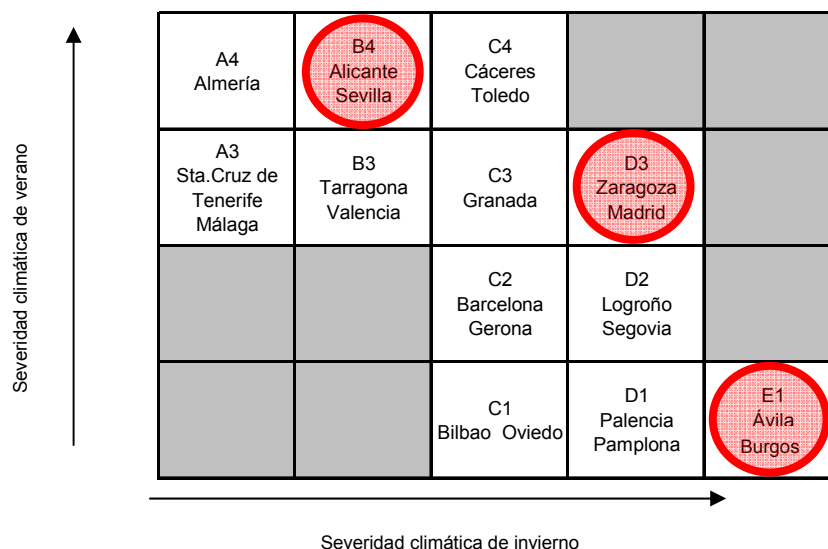 Severidad climática de verano
A4
Almería
B4
Alicante
Sevilla
C4
Cáceres
Toledo
A3
Sta.Cruz de
Tenerife
Málaga
B3
Tarragona
Valencia
C3
Granada
D3
Zaragoza
Madrid
C2
Barcelona
Gerona
D2
Logroño
Segovia
C1
Bilbao Oviedo
D1
Palencia
Pamplona
E1
Ávila
Burgos
Severidad climática de invierno